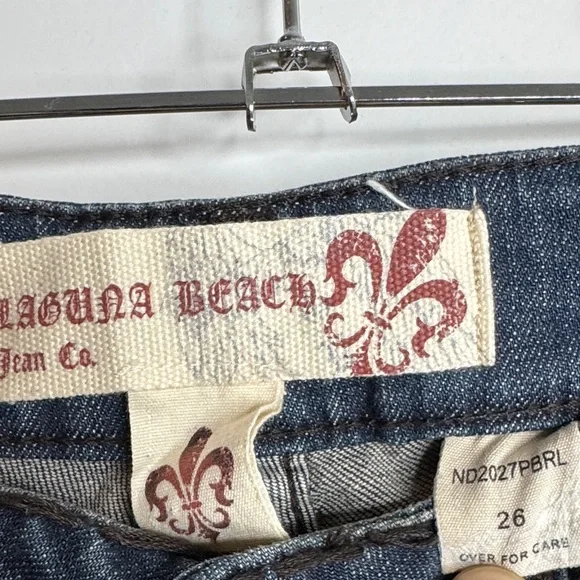 LAGUNA BEACH
Jean Co.
ND2027PBRL
26
OVER FOR CARE